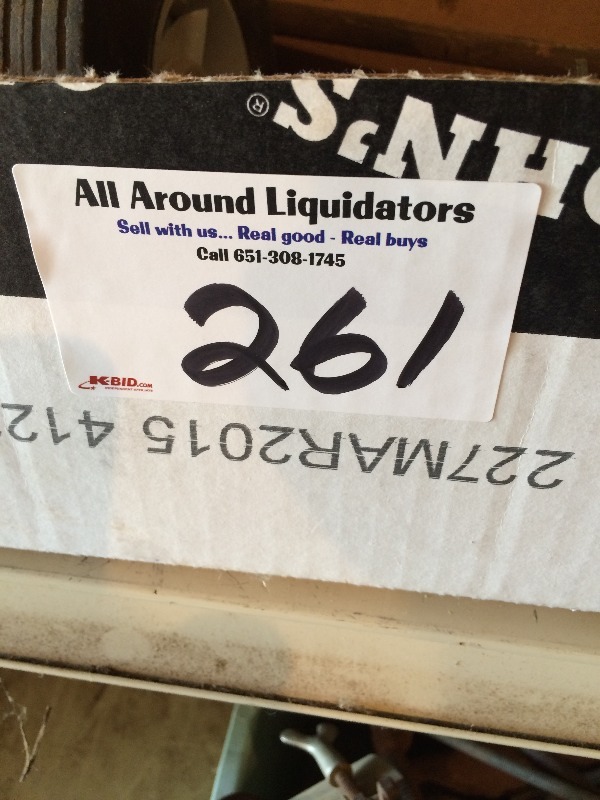 ®
S'NH
All Around Liquidators
Sell with us... Real good - Real buys
Call 651-308-1745
261
K-BID.COM
227MAR2015 412